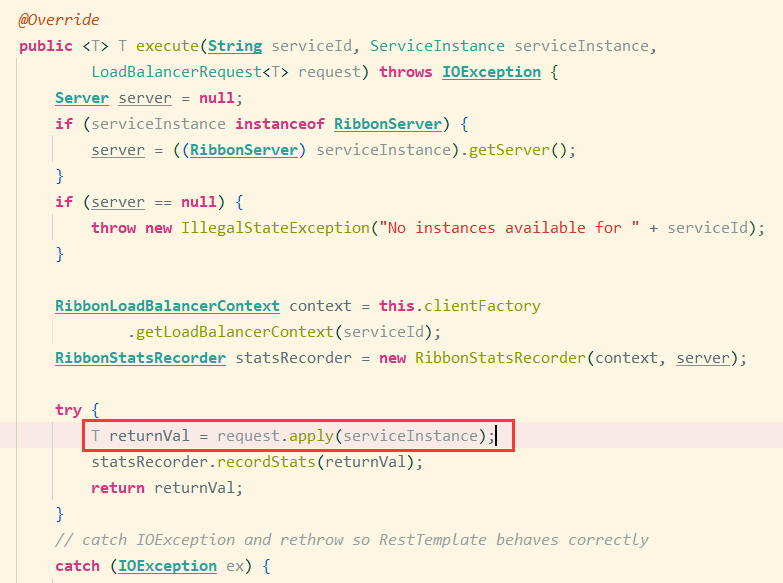 @Override
public <T> T execute(String serviceId, ServiceInstance serviceInstance,
LoadBalancerRequest<T> request) throws IOException {
Server server = null;
if (serviceInstance instanceof RibbonServer) {
server = ((RibbonServer) serviceInstance).getServer();
}
if (server == null) {
throw new IllegalStateException("No instances available for " + serviceId);
}
RibbonLoadBalancerContext context = this.clientFactory
.getLoadBalancerContext(serviceId);
RibbonStatsRecorder statsRecorder = new RibbonStatsRecorder(context, server);
try {
T returnVal = request.apply(serviceInstance);
statsRecorder.recordStats(returnVal);
return returnVal;
}
// catch IOException and rethrow so RestTemplate behaves correctly
catch (IOException ex) {